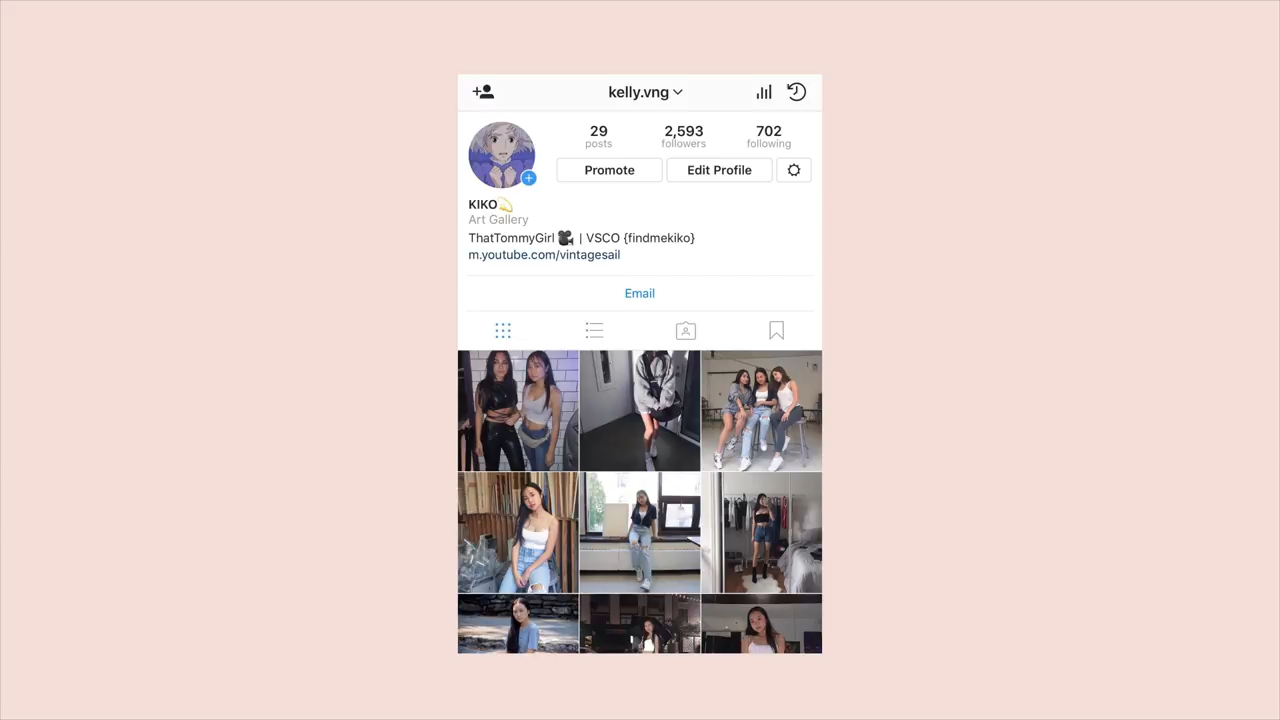 kelly.vng
29 2,593 702
posts followers following
Promote Edit Profile
KIKO💫
Art Gallery
ThatTommyGirl 🎥 | VSCO {findmekiko}
m.youtube.com/vintagesail
Email